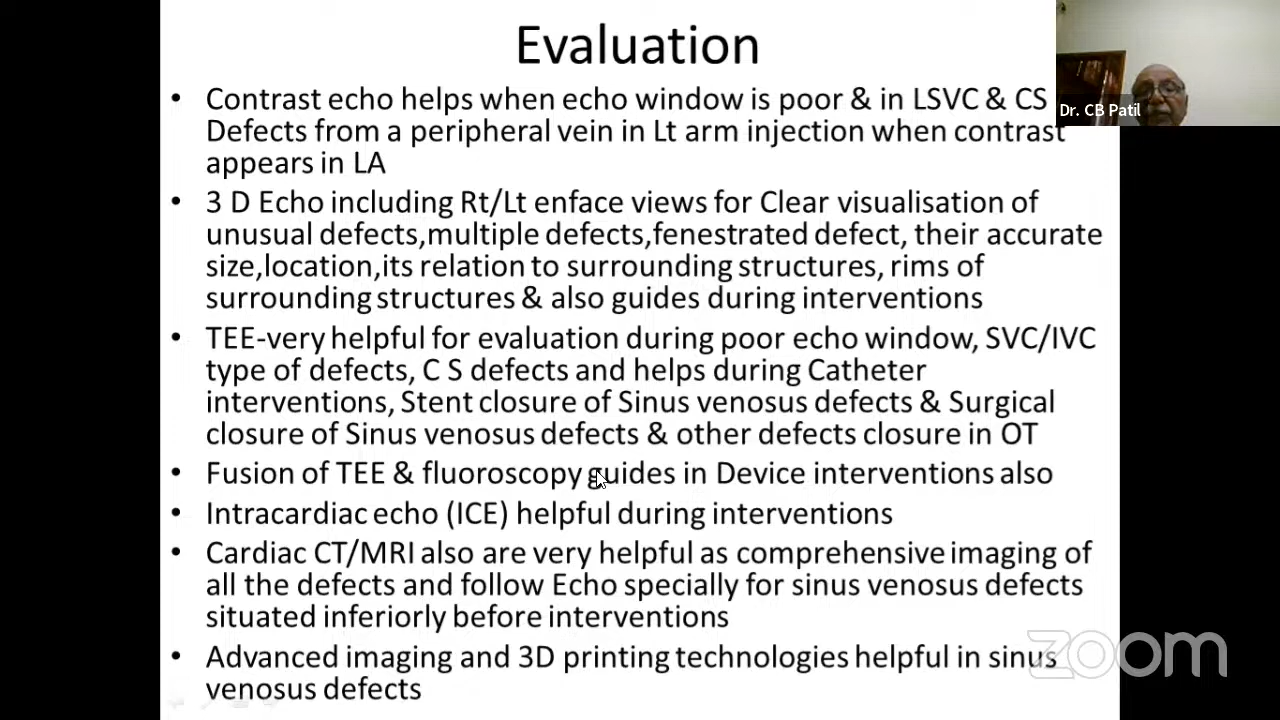 Evaluation
• Contrast echo helps when echo window is poor & in LSVC & CS
Defects from a peripheral vein in Lt arm injection when contrast
appears in LA
• 3 D Echo including Rt/Lt enface views for Clear visualisation of
unusual defects,multiple defects,fenestrated defect, their accurate
size,location,its relation to surrounding structures, rims of
surrounding structures & also guides during interventions
• TEE-very helpful for evaluation during poor echo window, SVC/IVC
type of defects, C S defects and helps during Catheter
interventions, Stent closure of Sinus venosus defects & Surgical
closure of Sinus venosus defects & other defects closure in OT
• Fusion of TEE & fluoroscopy guides in Device interventions also
• Intracardiac echo (ICE) helpful during interventions
• Cardiac CT/MRI also are very helpful as comprehensive imaging of
all the defects and follow Echo specially for sinus venosus defects
situated inferiorly before interventions
• Advanced imaging and 3D printing technologies helpful in sinus
venosus defects
Dr. CB Patil
zoom